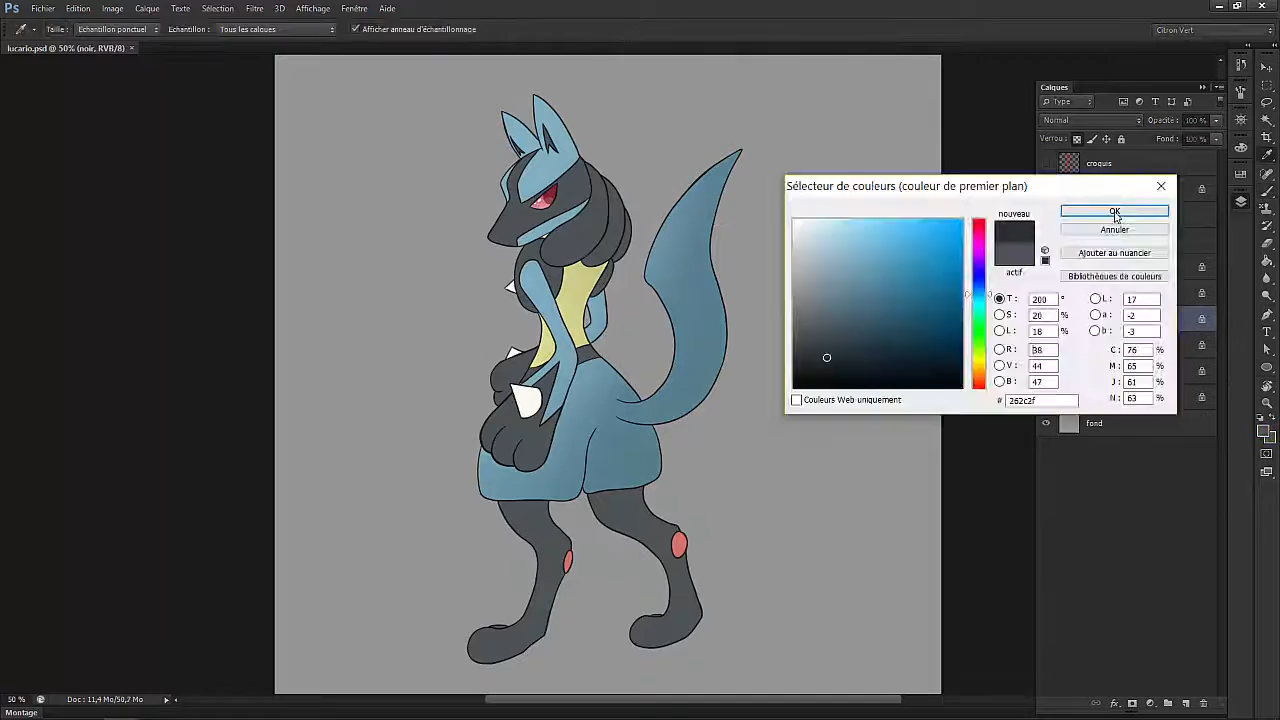 Ps Fichier Edition Image Calque Texte Sélection Filtre 3D Affichage Fenêtre Aide
Taille : Echantillon ponctuel Echantillon : Tous les calques Afficher anneau d'échantillonnage Citron Vert
lucario.psd @ 50% (noir, RVB/8) ×
Calques
Type
Normal Opacité : 100 %
Verrou : Fond : 100 %
croquis
Sélecteur de couleurs (couleur de premier plan)
nouveau
OK
Annuler
Ajouter au nuancier
actif
Bibliothèques de couleurs
T : 200 ° L : 17
S : 20 % a : -2
L : 18 % b : -3
R : 38 C : 76 %
V : 44 M : 65 %
B : 47 J : 61 %
Couleurs Web uniquement # 262c2f N : 63 %
fond
50 % Doc : 11,4 Mo/50,7 Mo
fx
Montage